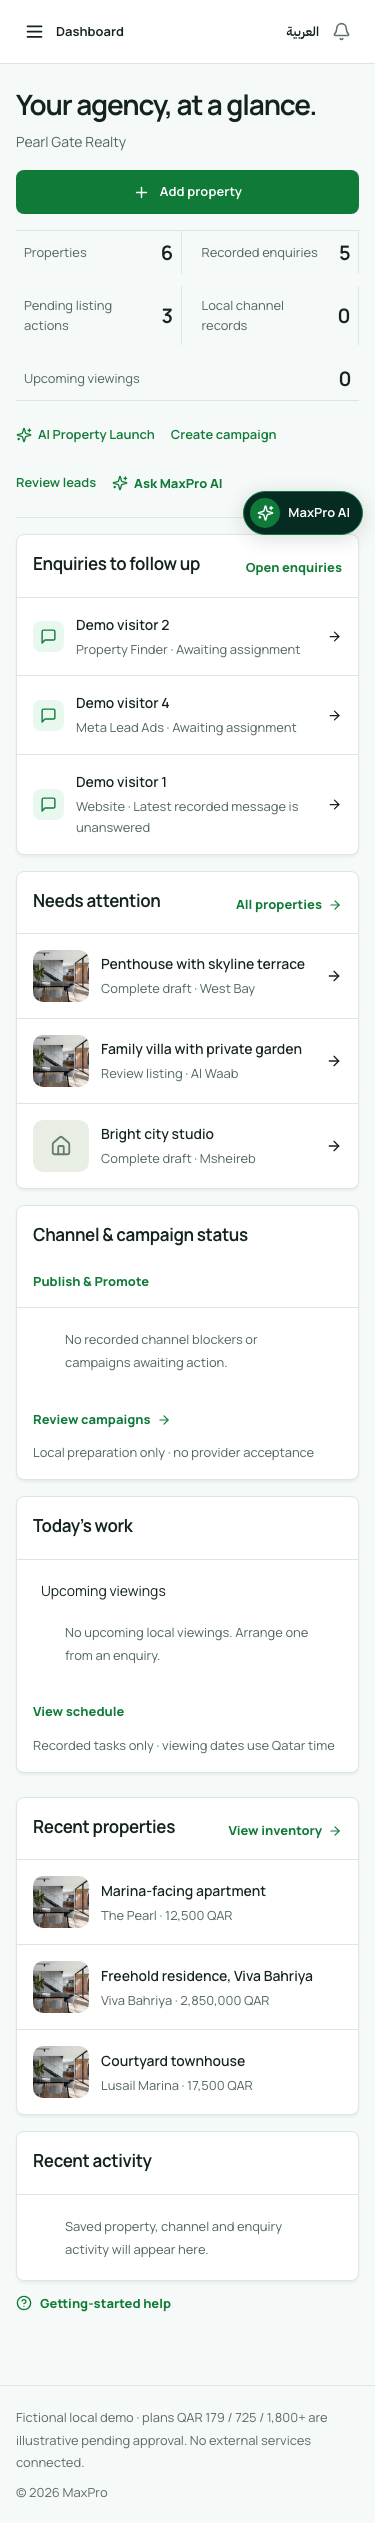 Dashboard
العربية
Your agency, at a glance.
Pearl Gate Realty
Add property
Properties 6
Recorded enquiries 5
Pending listing
actions 3
Local channel
records 0
Upcoming viewings 0
AI Property Launch
Create campaign
Review leads
Ask MaxPro AI
MaxPro AI
Enquiries to follow up
Open enquiries
Demo visitor 2
Property Finder · Awaiting assignment
Demo visitor 4
Meta Lead Ads · Awaiting assignment
Demo visitor 1
Website · Latest recorded message is
unanswered
Needs attention
All properties
Penthouse with skyline terrace
Complete draft · West Bay
Family villa with private garden
Review listing · Al Waab
Bright city studio
Complete draft · Msheireb
Channel & campaign status
Publish & Promote
No recorded channel blockers or
campaigns awaiting action.
Review campaigns
Local preparation only · no provider acceptance
Today's work
Upcoming viewings
No upcoming local viewings. Arrange one
from an enquiry.
View schedule
Recorded tasks only · viewing dates use Qatar time
Recent properties
View inventory
Marina-facing apartment
The Pearl · 12,500 QAR
Freehold residence, Viva Bahriya
Viva Bahriya · 2,850,000 QAR
Courtyard townhouse
Lusail Marina · 17,500 QAR
Recent activity
Saved property, channel and enquiry
activity will appear here.
Getting-started help
Fictional local demo · plans QAR 179 / 725 / 1,800+ are
illustrative pending approval. No external services
connected.
© 2026 MaxPro